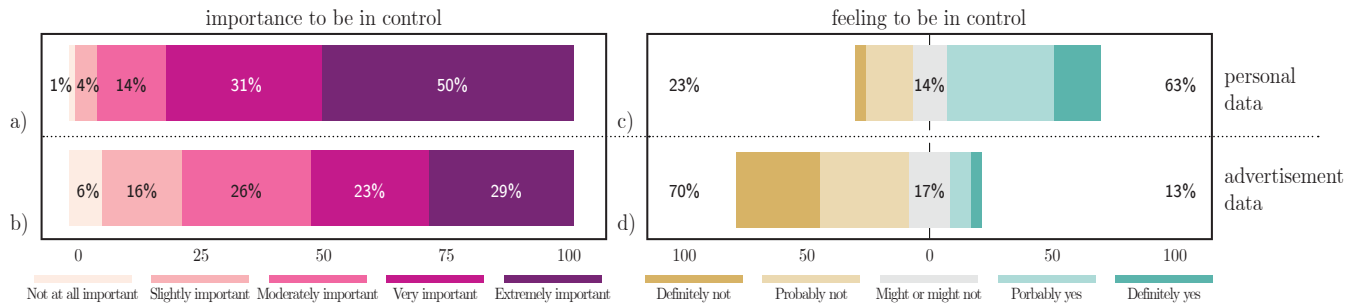 importance to be in control
feeling to be in control
a) 1% 4% 14% 31% 50%
c) 23% 14% 63%
personal
data
b) 6% 16% 26% 23% 29%
d) 70% 17% 13%
advertisement
data
0 25 50 75 100
100 50 0 50 100
Not at all important Slightly important Moderately important Very important Extremely important
Definitely not Probably not Might or might not Porbably yes Definitely yes